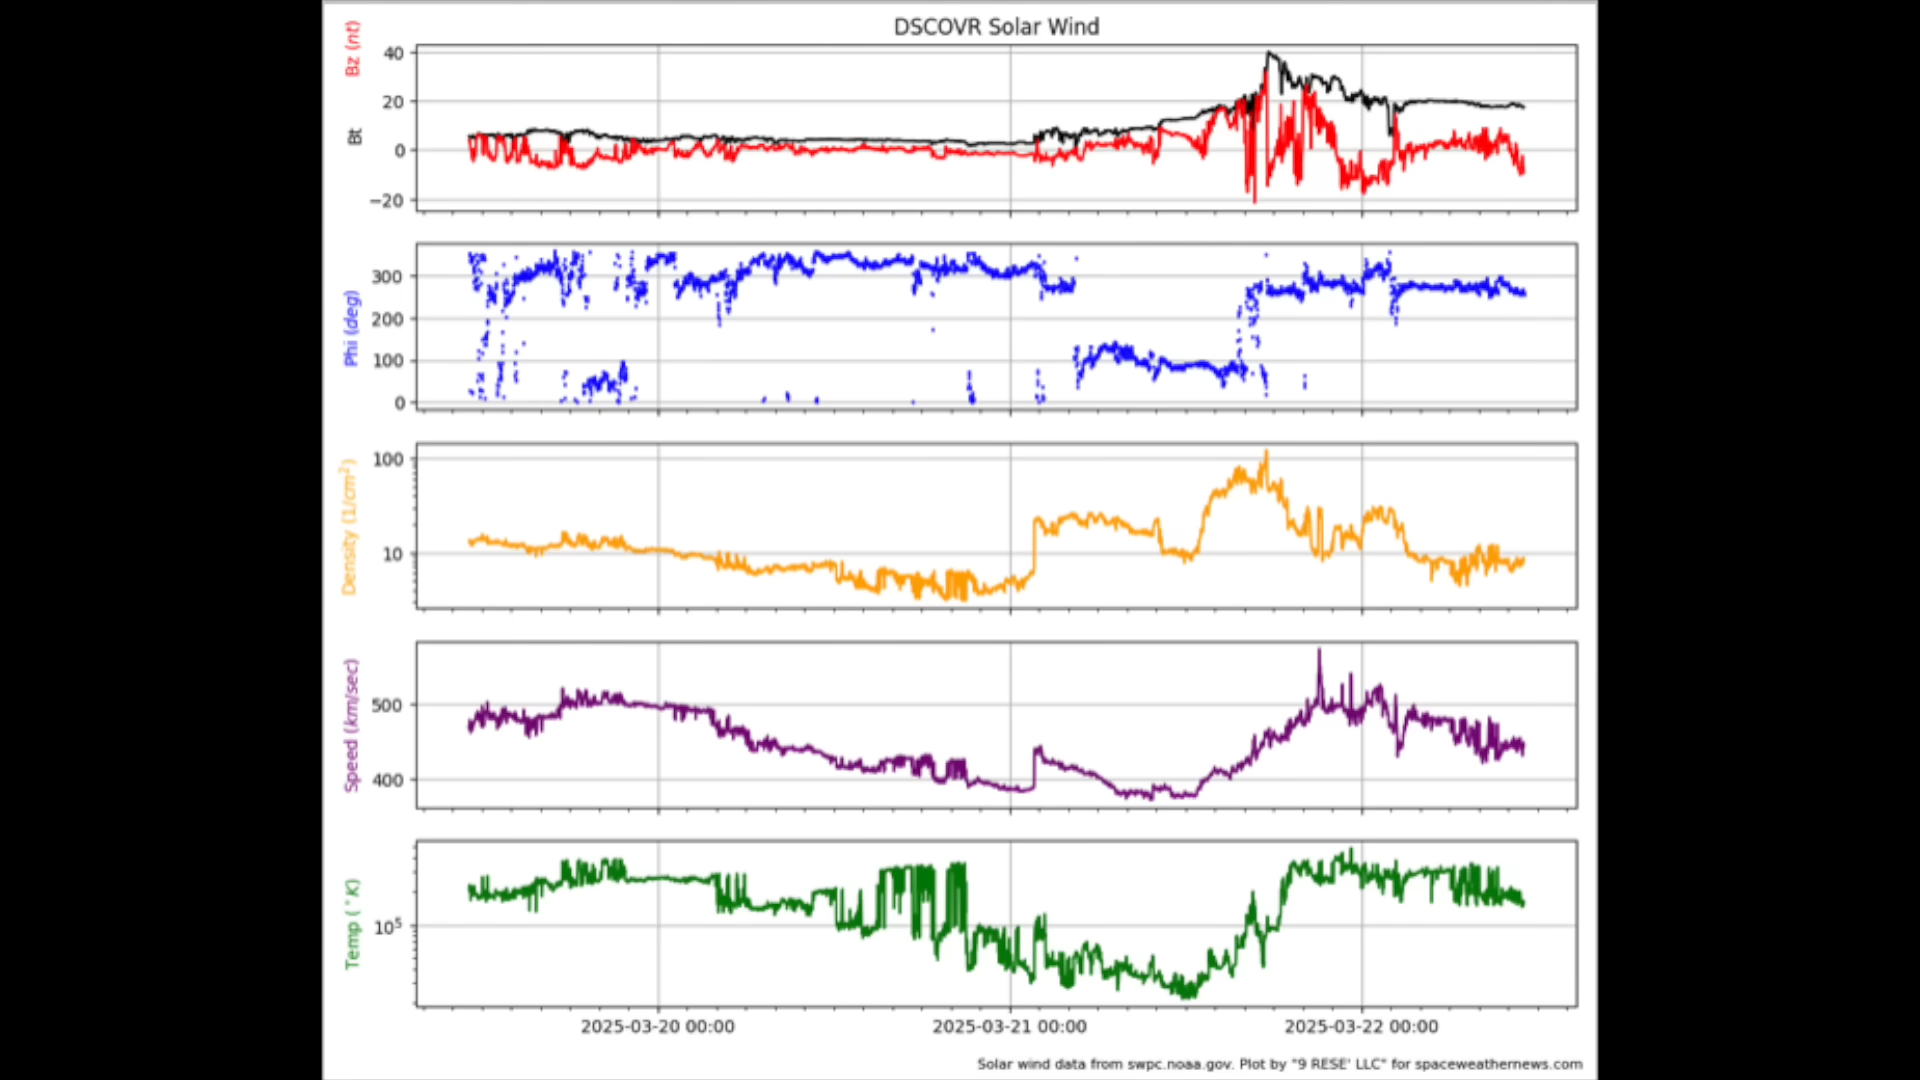 DSCOVR Solar Wind
Bz (nt)
Bt
40
20
0
−20
Phi (deg)
300
200
100
0
Density (1/cm²)
100
10
Speed (km/sec)
500
400
Temp (°K)
10⁵
2025-03-20 00:00
2025-03-21 00:00
2025-03-22 00:00
Solar wind data from swpc.noaa.gov. Plot by "9 RESE' LLC" for spaceweathernews.com